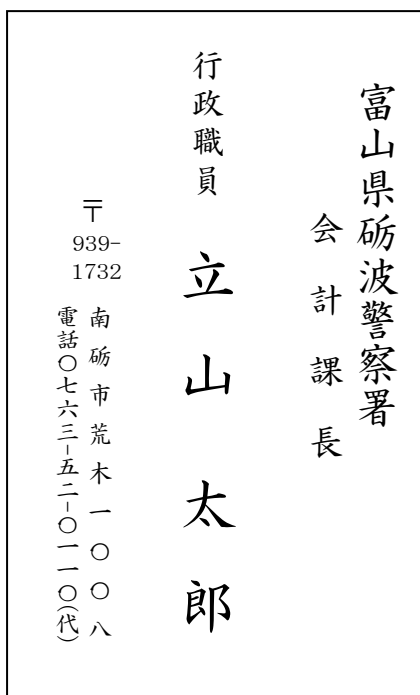 富山県砺波警察署
会計課長
行政職員 立山太郎
〒
939-
1732
南砺市荒木一〇〇八
電話〇七六三-五二-〇一一〇(代)